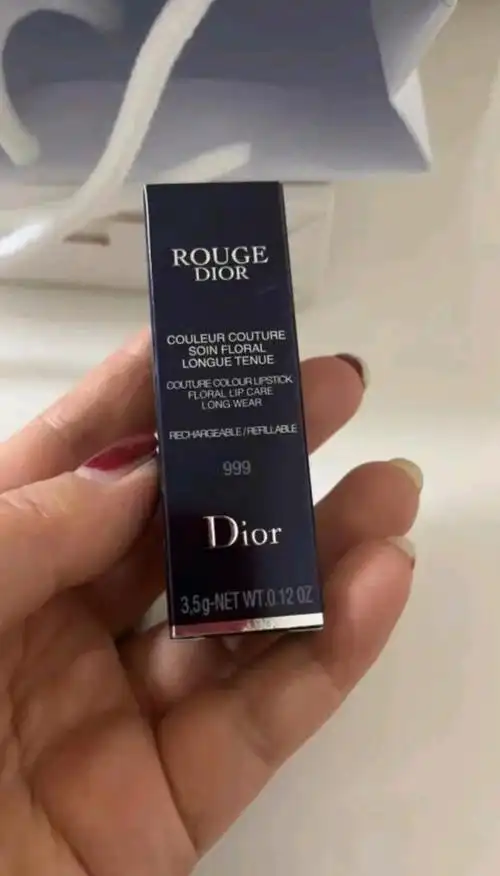 ROUGE
DIOR
COULEUR COUTURE
SOIN FLORAL
LONGUE TENUE
COUTURE COLOUR LIPSTICK
FLORAL LIP CARE
LONG WEAR
RECHARGEABLE/REFILLABLE
999
Dior
3,5g-NET WT.0.12 OZ